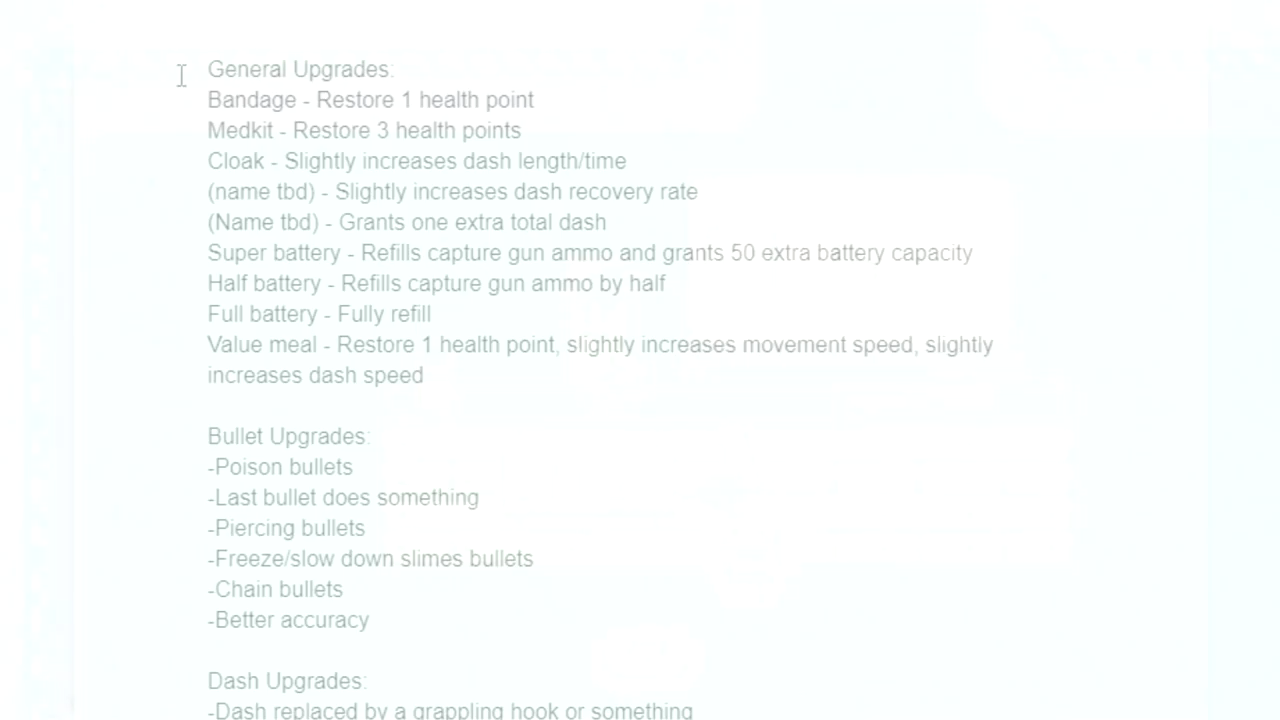 General Upgrades:
Bandage - Restore 1 health point
Medkit - Restore 3 health points
Cloak - Slightly increases dash length/time
(name tbd) - Slightly increases dash recovery rate
(Name tbd) - Grants one extra total dash
Super battery - Refills capture gun ammo and grants 50 extra battery capacity
Half battery - Refills capture gun ammo by half
Full battery - Fully refill
Value meal - Restore 1 health point, slightly increases movement speed, slightly
increases dash speed
Bullet Upgrades:
-Poison bullets
-Last bullet does something
-Piercing bullets
-Freeze/slow down slimes bullets
-Chain bullets
-Better accuracy
Dash Upgrades:
-Dash replaced by a grappling hook or something